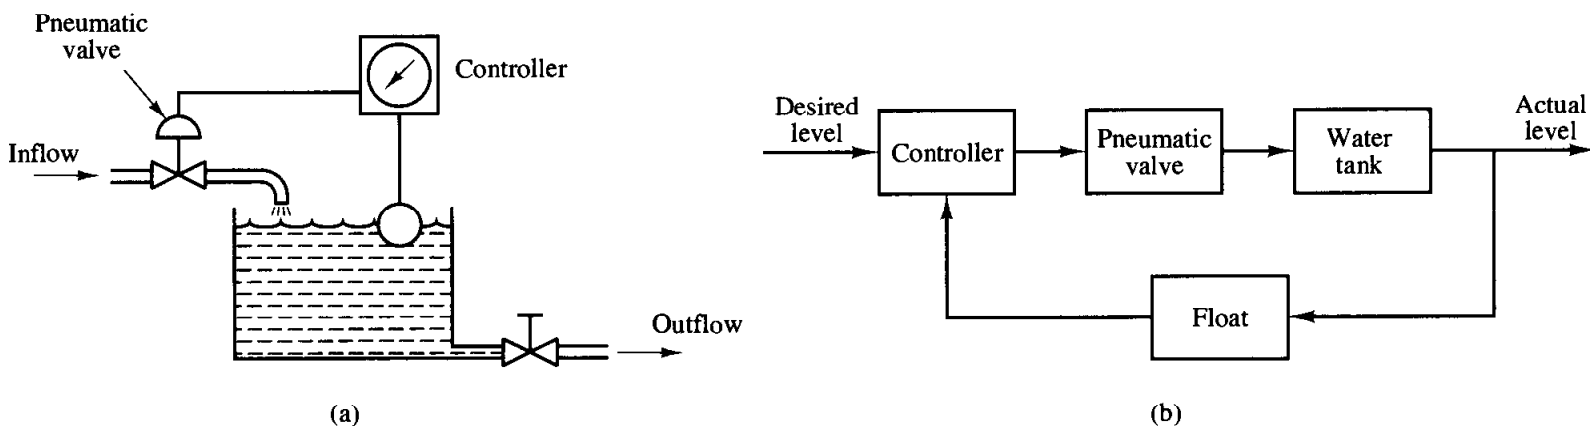 Pneumatic
valve
Controller
Inflow
Outflow
(a)
Desired
level
Controller
Pneumatic
valve
Water
tank
Actual
level
Float
(b)